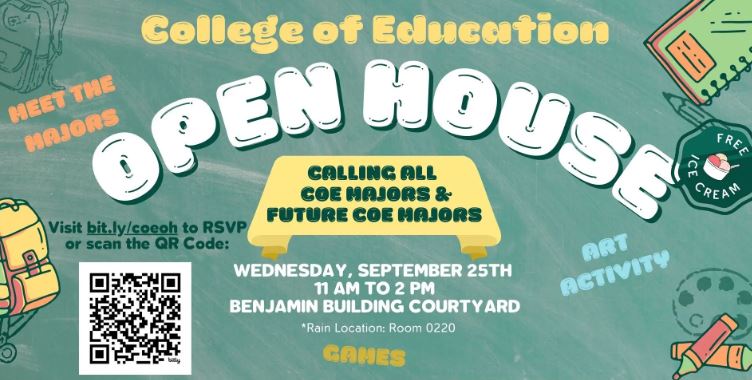 College of Education
OPEN HOUSE
MEET THE
MAJORS
FREE
ICE CREAM
CALLING ALL
COE MAJORS &
FUTURE COE MAJORS
Visit bit.ly/coeoh to RSVP
or scan the QR Code:
bitly
WEDNESDAY, SEPTEMBER 25TH
11 AM TO 2 PM
BENJAMIN BUILDING COURTYARD
*Rain Location: Room 0220
ART
ACTIVITY
GAMES